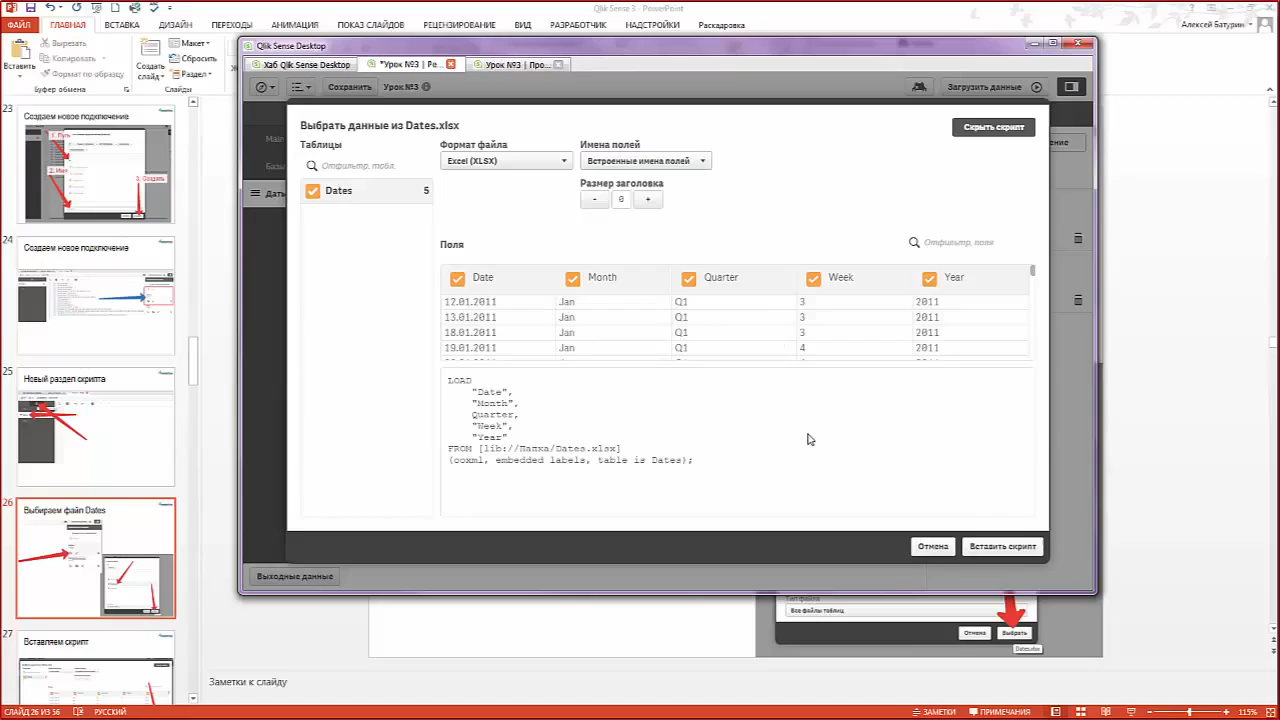 Qlik Sense 3 - PowerPoint
ФАЙЛ ГЛАВНАЯ ВСТАВКА ДИЗАЙН ПЕРЕХОДЫ АНИМАЦИЯ ПОКАЗ СЛАЙДОВ РЕЦЕНЗИРОВАНИЕ ВИД РАЗРАБОТЧИК НАДСТРОЙКИ Раскадровка Алексей Батурин
Вставить
Вырезать
Копировать
Формат по образцу
Буфер обмена
Создать слайд
Макет
Сбросить
Раздел
Слайды
23
Создаем новое подключение
24
Создаем новое подключение
25
Новый раздел скрипта
26
Выбираем файл Dates
27
Вставляем скрипт
Qlik Sense Desktop
Хаб Qlik Sense Desktop
*Урок №3 | Ре...
Урок №3 | Про...
Сохранить
Урок №3
Загрузить данные
Main
Базы
Даты
Выбрать данные из Dates.xlsx
Скрыть скрипт
Таблицы
Формат файла
Имена полей
Отфильтр. табл.
Excel (XLSX)
Встроенные имена полей
Dates 5
Размер заголовка
- 0 +
Поля
Отфильтр. поля
Date Month Quarter Week Year
12.01.2011 Jan Q1 3 2011
13.01.2011 Jan Q1 3 2011
18.01.2011 Jan Q1 3 2011
19.01.2011 Jan Q1 4 2011
LOAD
"Date",
"Month",
Quarter,
"Week",
"Year"
FROM [lib://Папка/Dates.xlsx]
(ooxml, embedded labels, table is Dates);
Отмена
Вставить скрипт
Выходные данные
Тип файла
Все файлы таблиц
Отмена
Выбрать
Dates.xlsx
Заметки к слайду
СЛАЙД 26 ИЗ 56
РУССКИЙ
ЗАМЕТКИ
ПРИМЕЧАНИЯ
115%